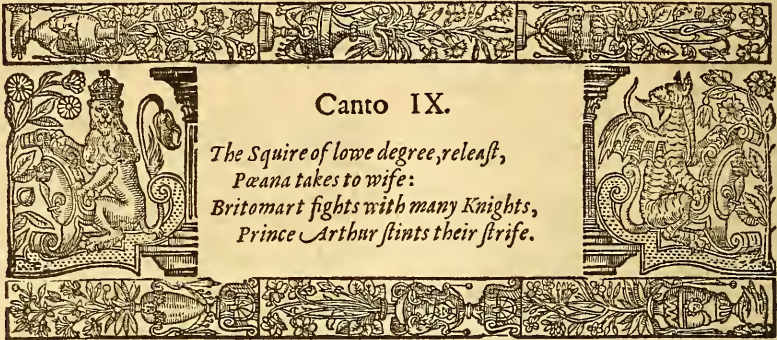 Canto IX.
The Squire of lowe degree, releaſt,
Pœana takes to wife:
Britomart fights with many Knights,
Prince Arthur ſtints their ſtrife.